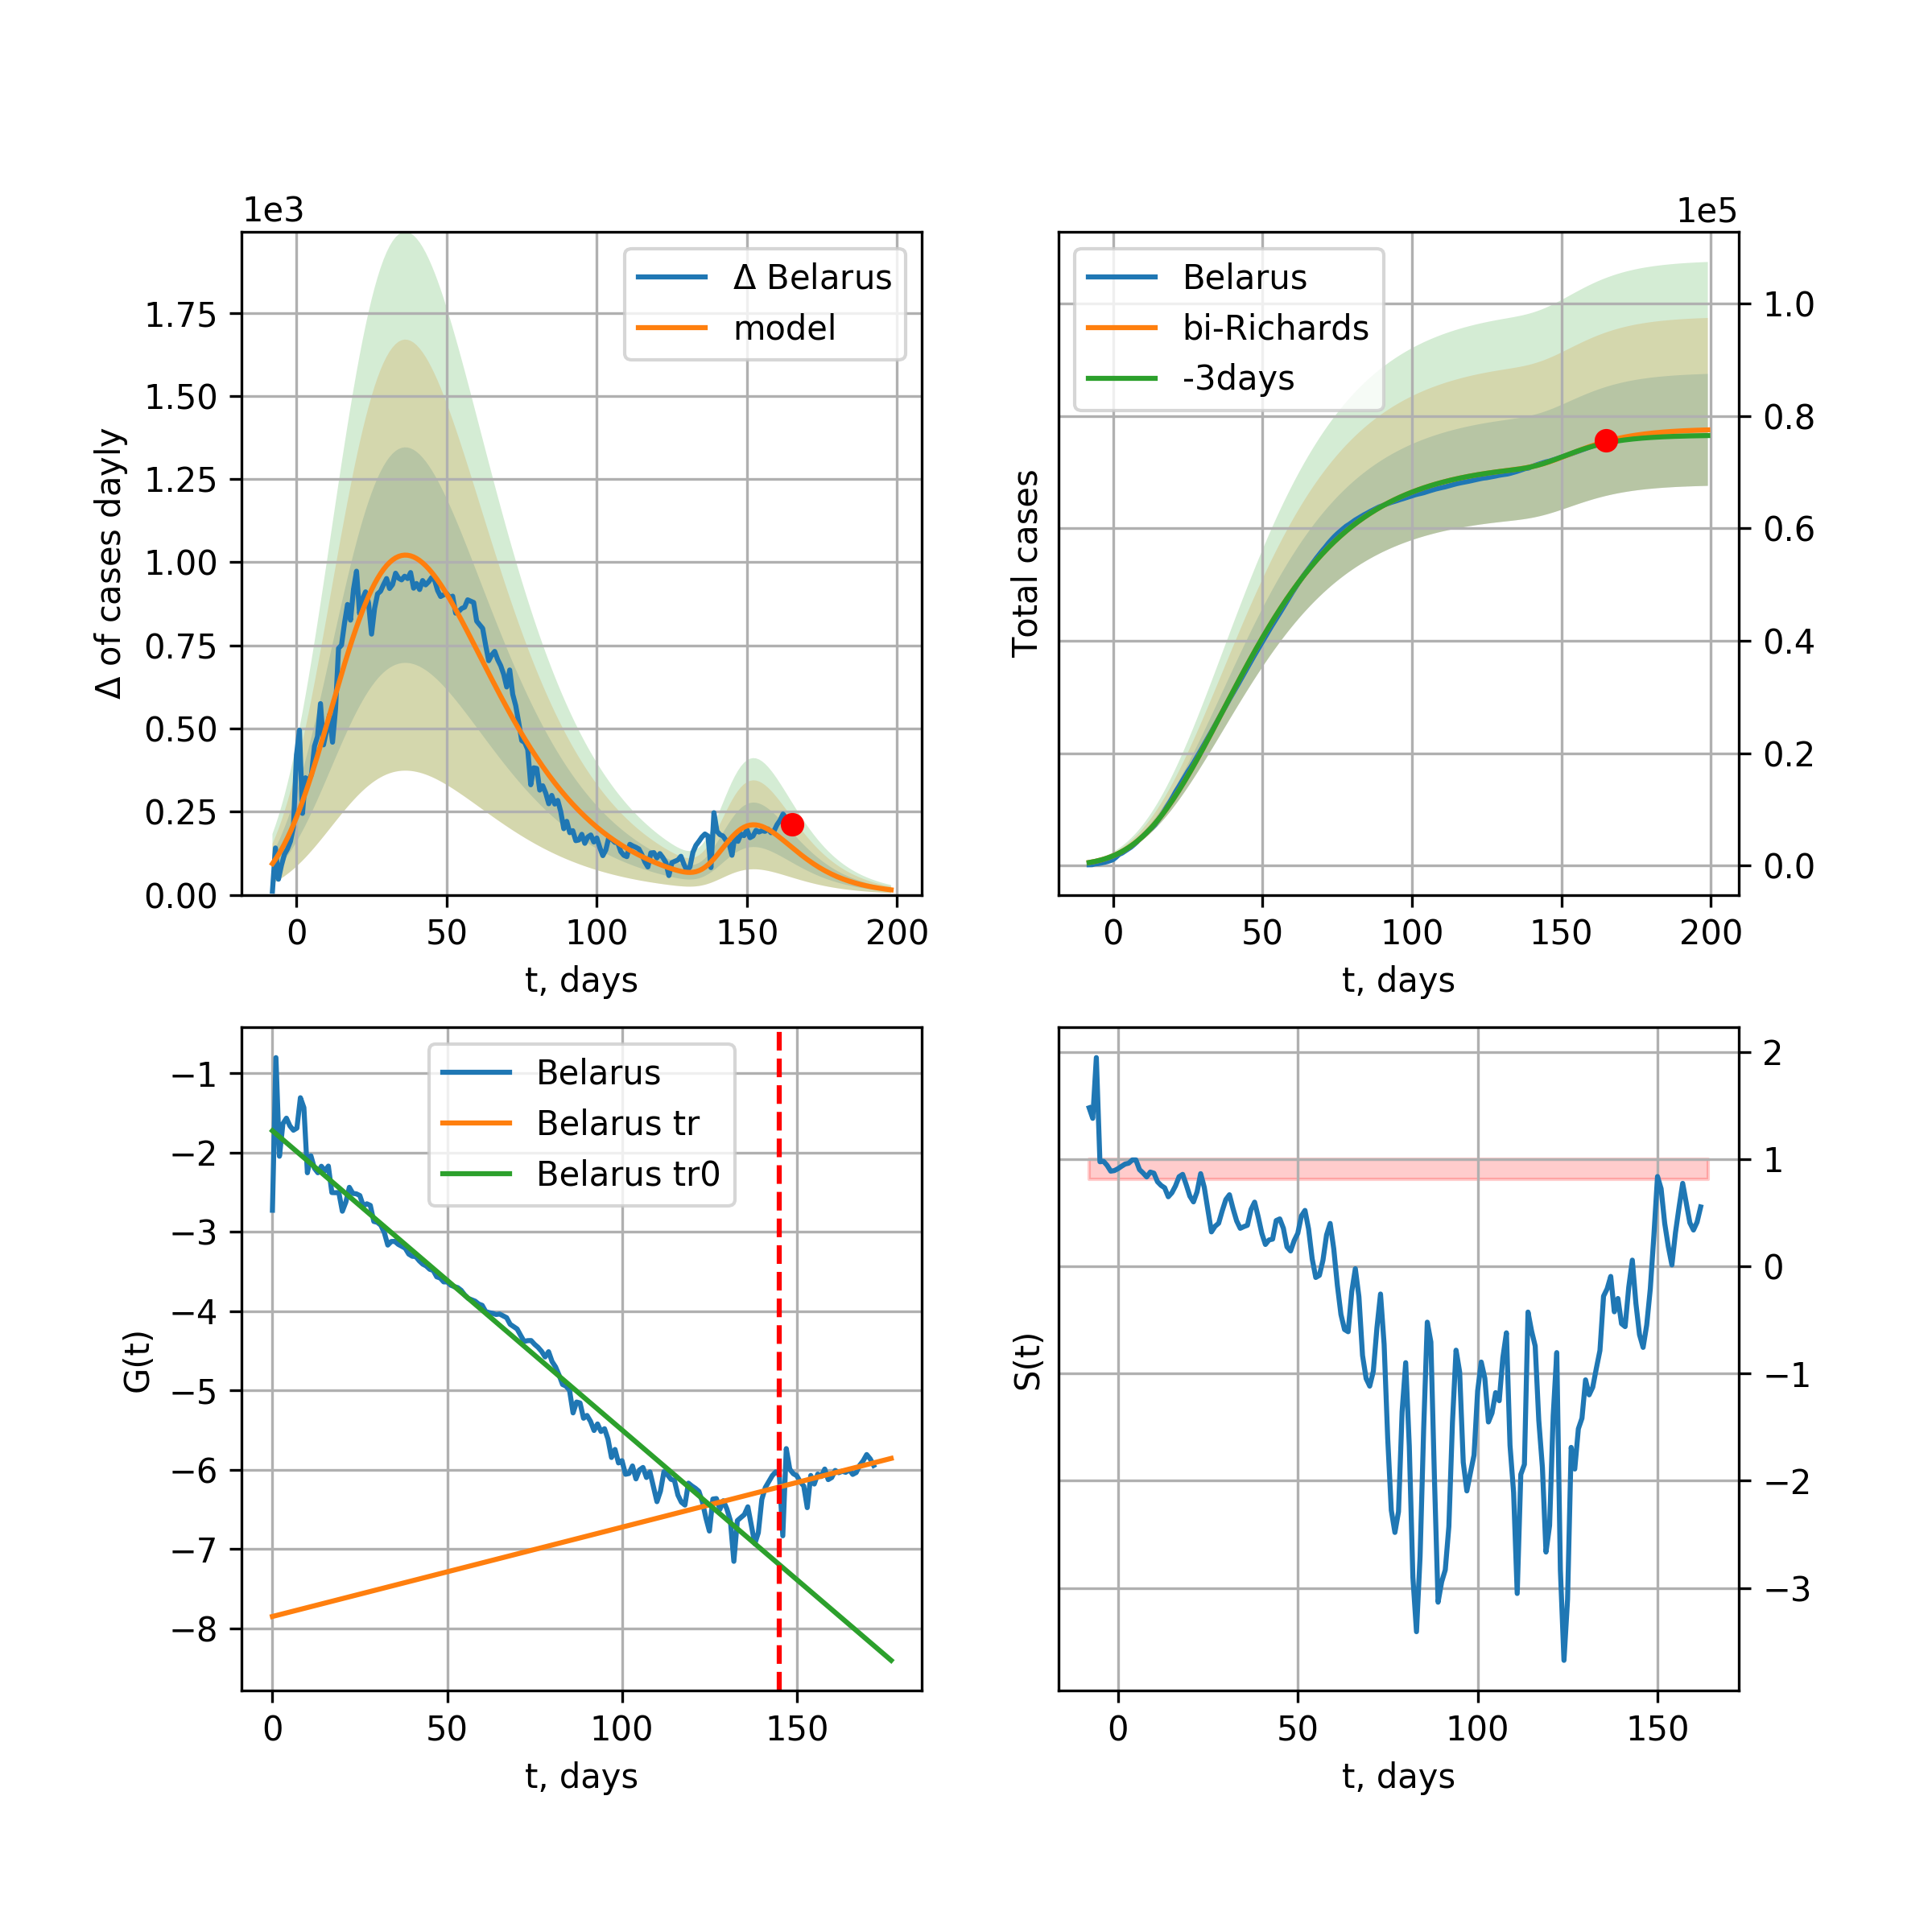 1e3
Δ of cases dayly
1.75
1.50
1.25
1.00
0.75
0.50
0.25
0.00
Δ Belarus
model
0 50 100 150 200
t, days
1e5
Total cases
Belarus
bi-Richards
-3days
1.0
0.8
0.6
0.4
0.2
0.0
0 50 100 150 200
t, days
G(t)
−1
−2
−3
−4
−5
−6
−7
−8
Belarus
Belarus tr
Belarus tr0
0 50 100 150
t, days
S(t)
2
1
0
−1
−2
−3
0 50 100 150
t, days